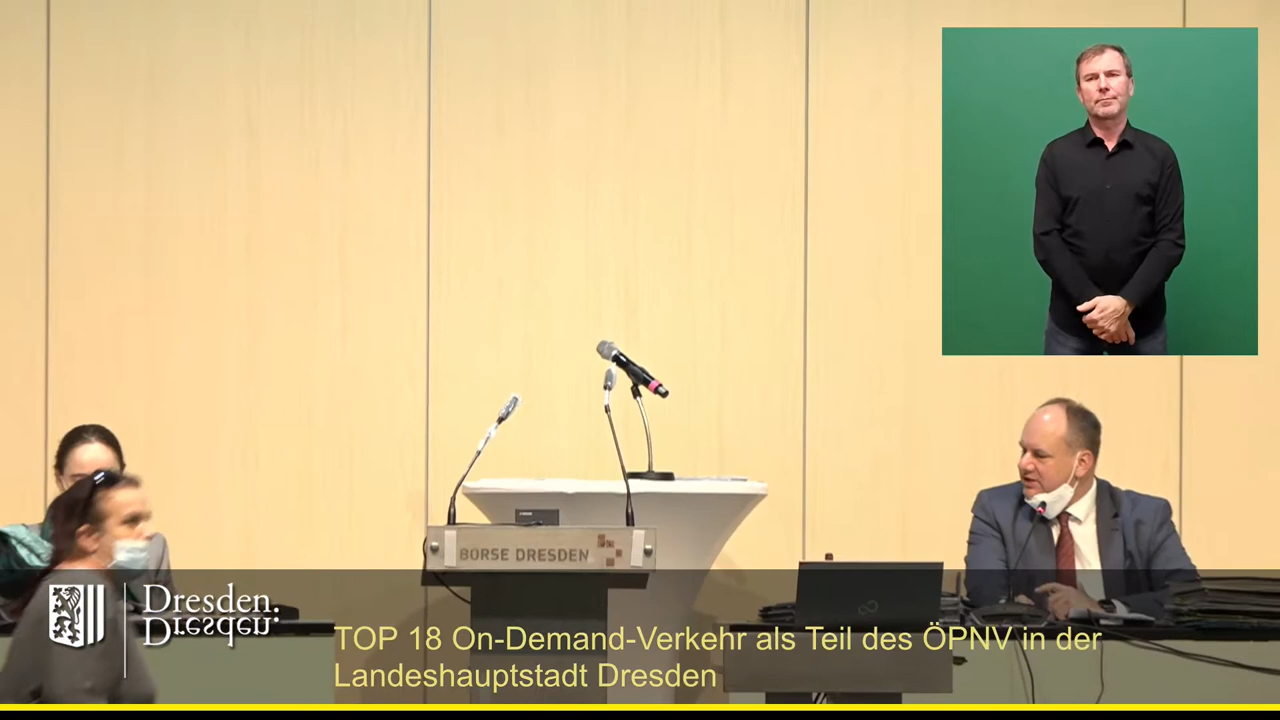 BÖRSE DRESDEN
Dresden.
Dresden.
TOP 18 On-Demand-Verkehr als Teil des ÖPNV in der
Landeshauptstadt Dresden